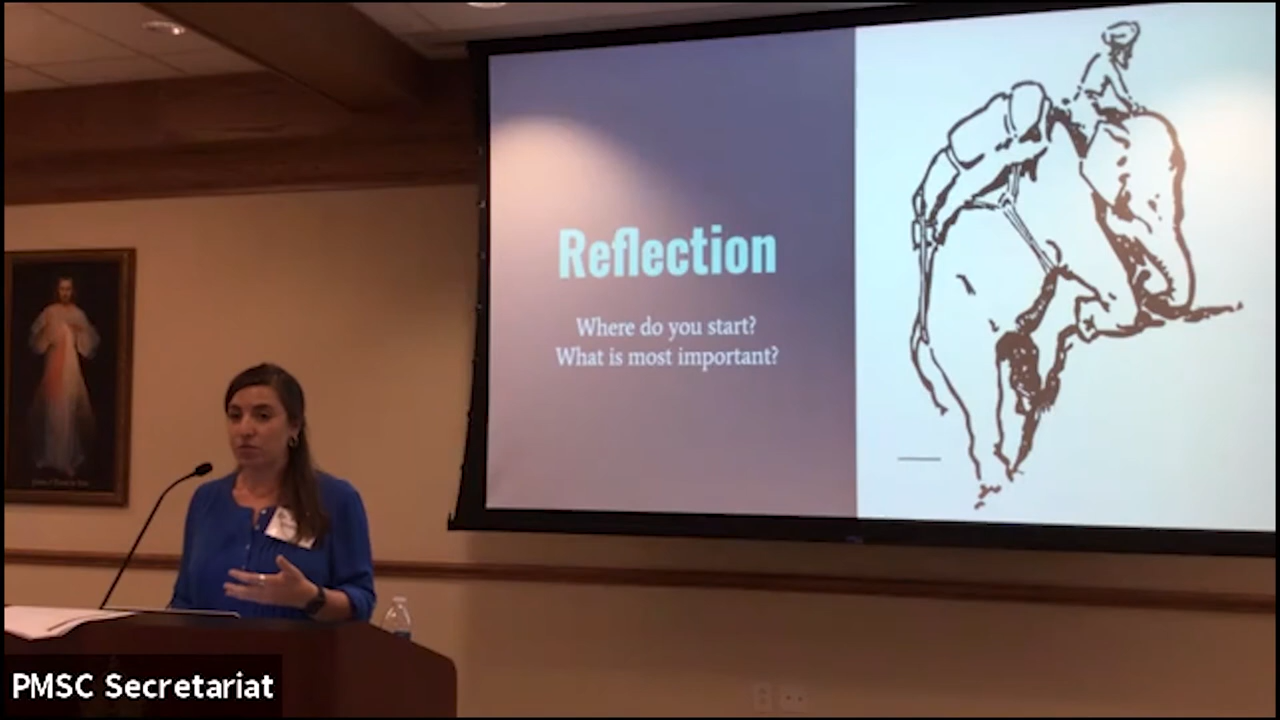 Reflection
Where do you start?
What is most important?
PMSC Secretariat